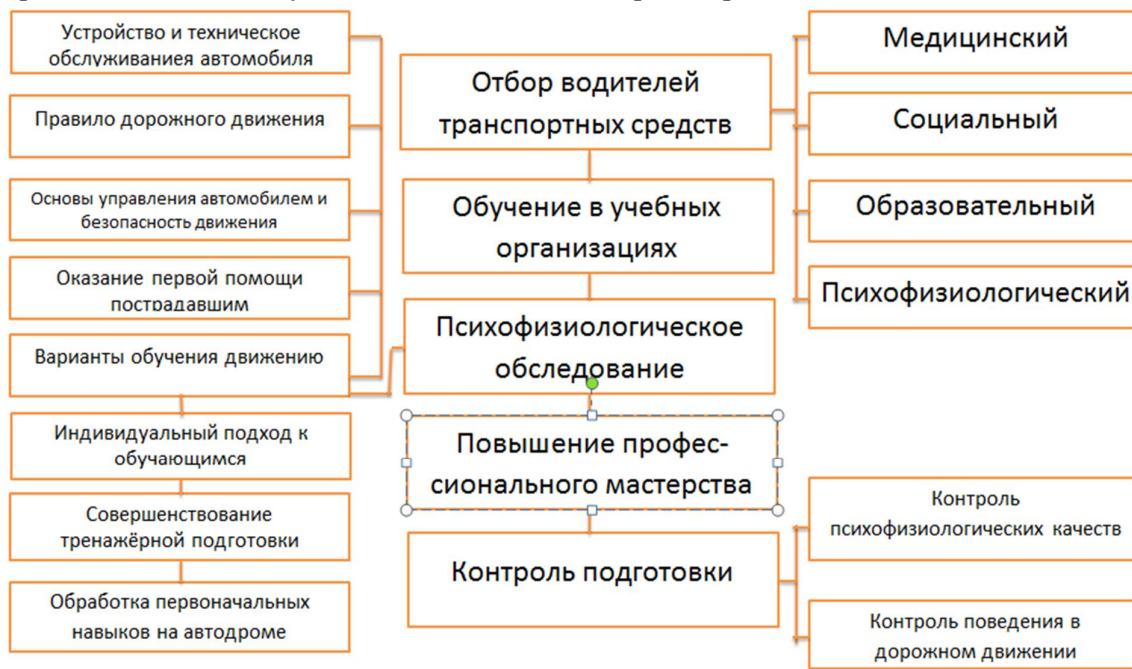 Устройство и техническое
обслуживаниея автомобиля
Правило дорожного движения
Основы управления автомобилем и
безопасность движения
Оказание первой помощи
пострадавшим
Варианты обучения движению
Индивидуальный подход к
обучающимся
Совершенствование
тренажёрной подготовки
Обработка первоначальных
навыков на автодроме
Отбор водителей
транспортных средств
Обучение в учебных
организациях
Психофизиологическое
обследование
Повышение профес-
сионального мастерства
Контроль подготовки
Медицинский
Социальный
Образовательный
Психофизиологический
Контроль
психофизиологических качеств
Контроль поведения в
дорожном движении